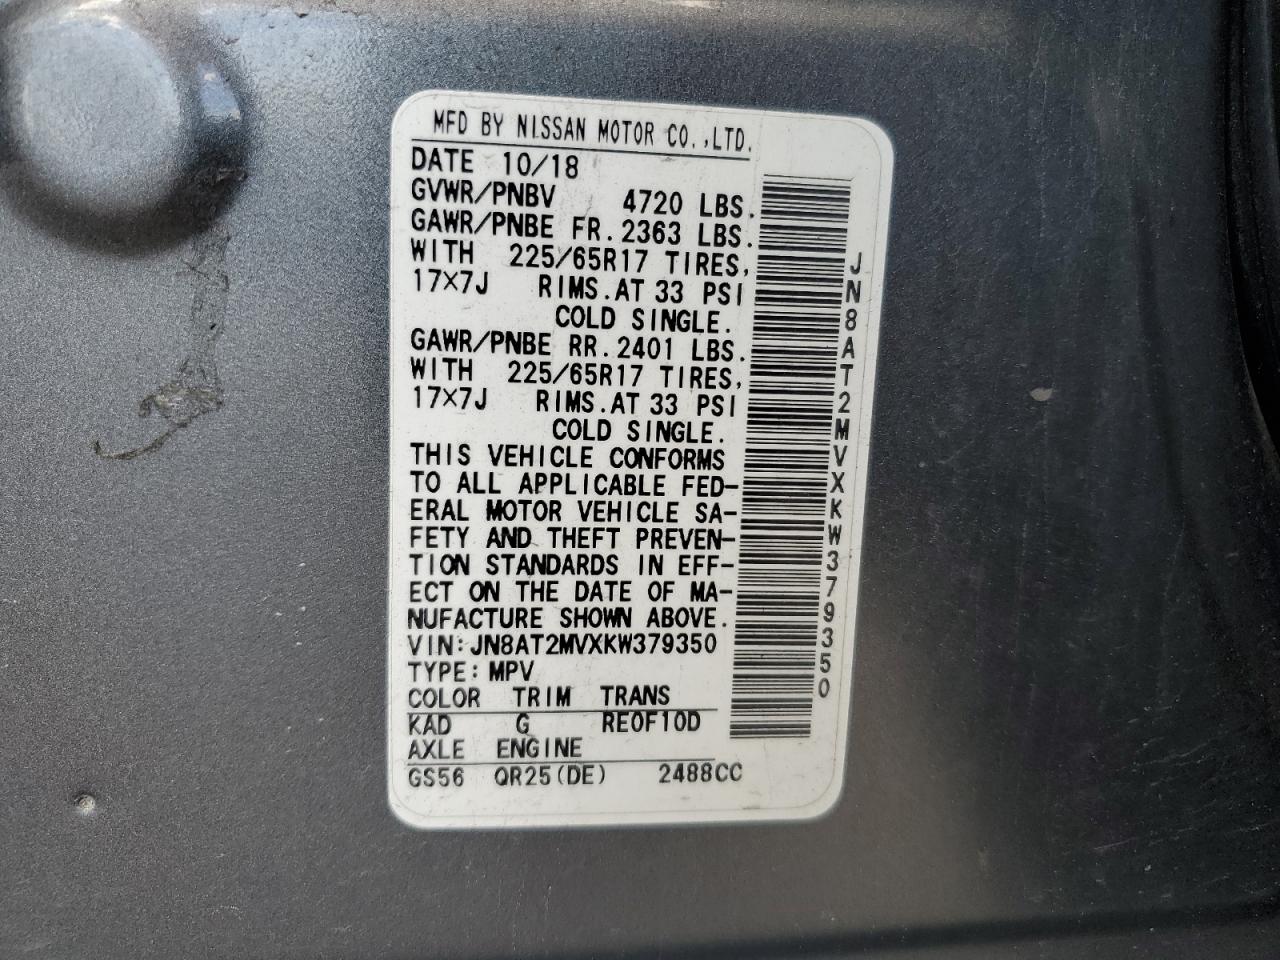 MFD BY NISSAN MOTOR CO.,LTD.
DATE 10/18
GVWR/PNBV 4720 LBS.
GAWR/PNBE FR.2363 LBS.
WITH 225/65R17 TIRES,
17×7J RIMS.AT 33 PSI
COLD SINGLE.
GAWR/PNBE RR.2401 LBS.
WITH 225/65R17 TIRES,
17×7J RIMS.AT 33 PSI
COLD SINGLE.
THIS VEHICLE CONFORMS
TO ALL APPLICABLE FED-
ERAL MOTOR VEHICLE SA-
FETY AND THEFT PREVEN-
TION STANDARDS IN EFF-
ECT ON THE DATE OF MA-
NUFACTURE SHOWN ABOVE.
VIN:JN8AT2MVXKW379350
TYPE:MPV
COLOR TRIM TRANS
KAD G RE0F10D
AXLE ENGINE
GS56 QR25(DE) 2488CC
JN8AT2MVXKW379350